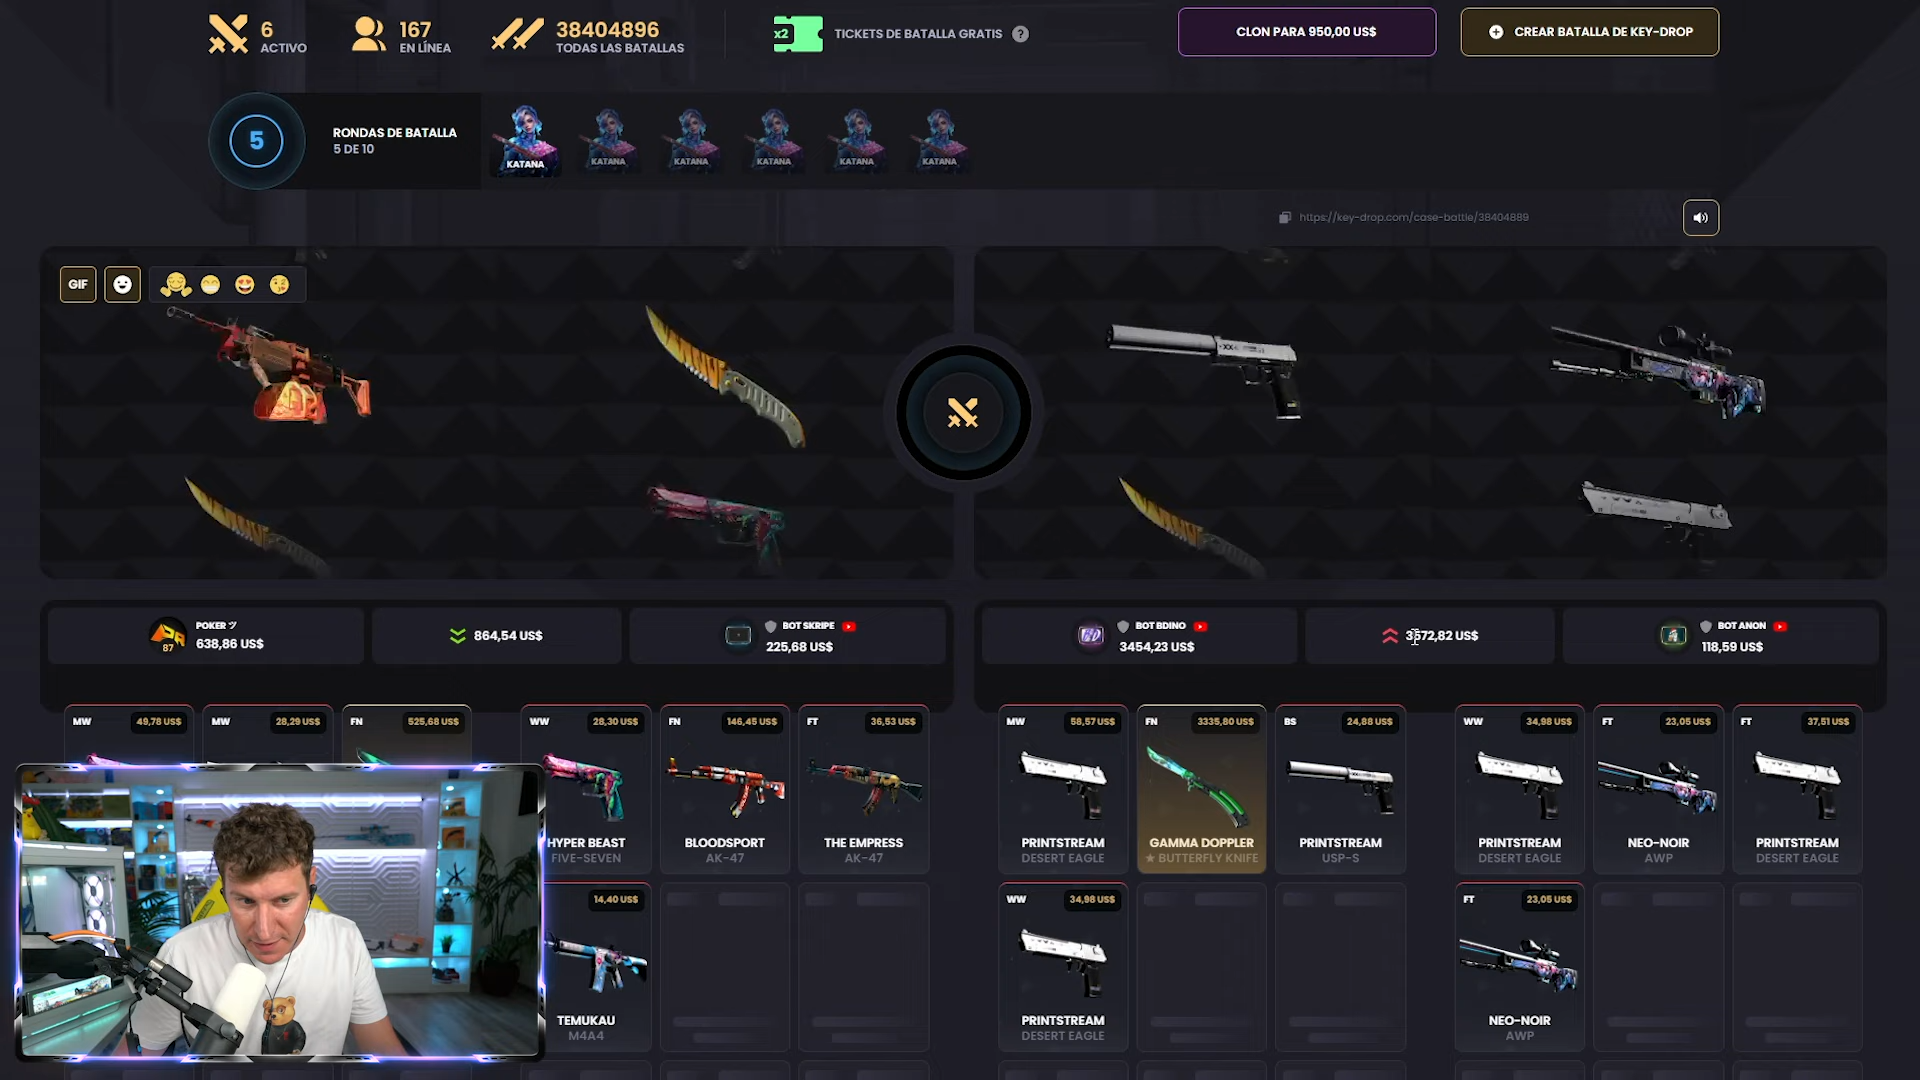 6
ACTIVO
167
EN LÍNEA
38404896
TODAS LAS BATALLAS
x2
TICKETS DE BATALLA GRATIS
?
CLON PARA 950,00 US$
CREAR BATALLA DE KEY-DROP
5
RONDAS DE BATALLA
5 DE 10
KATANA
KATANA
KATANA
KATANA
KATANA
KATANA
https://key-drop.com/case-battle/38404889
GIF
87
POKER ツ
638,86 US$
864,54 US$
BOT SKRIPE
225,68 US$
BOT BDINO
3454,23 US$
3572,82 US$
BOT ANON
118,59 US$
MW 49,78 US$
MW 28,29 US$
FN 525,68 US$
WW 28,30 US$
HYPER BEAST
FIVE-SEVEN
FN 146,45 US$
BLOODSPORT
AK-47
FT 36,53 US$
THE EMPRESS
AK-47
MW 58,57 US$
PRINTSTREAM
DESERT EAGLE
FN 3335,80 US$
GAMMA DOPPLER
★ BUTTERFLY KNIFE
BS 24,88 US$
PRINTSTREAM
USP-S
WW 34,98 US$
PRINTSTREAM
DESERT EAGLE
FT 23,05 US$
NEO-NOIR
AWP
FT 37,51 US$
PRINTSTREAM
DESERT EAGLE
14,40 US$
TEMUKAU
M4A4
WW 34,98 US$
PRINTSTREAM
DESERT EAGLE
FT 23,05 US$
NEO-NOIR
AWP